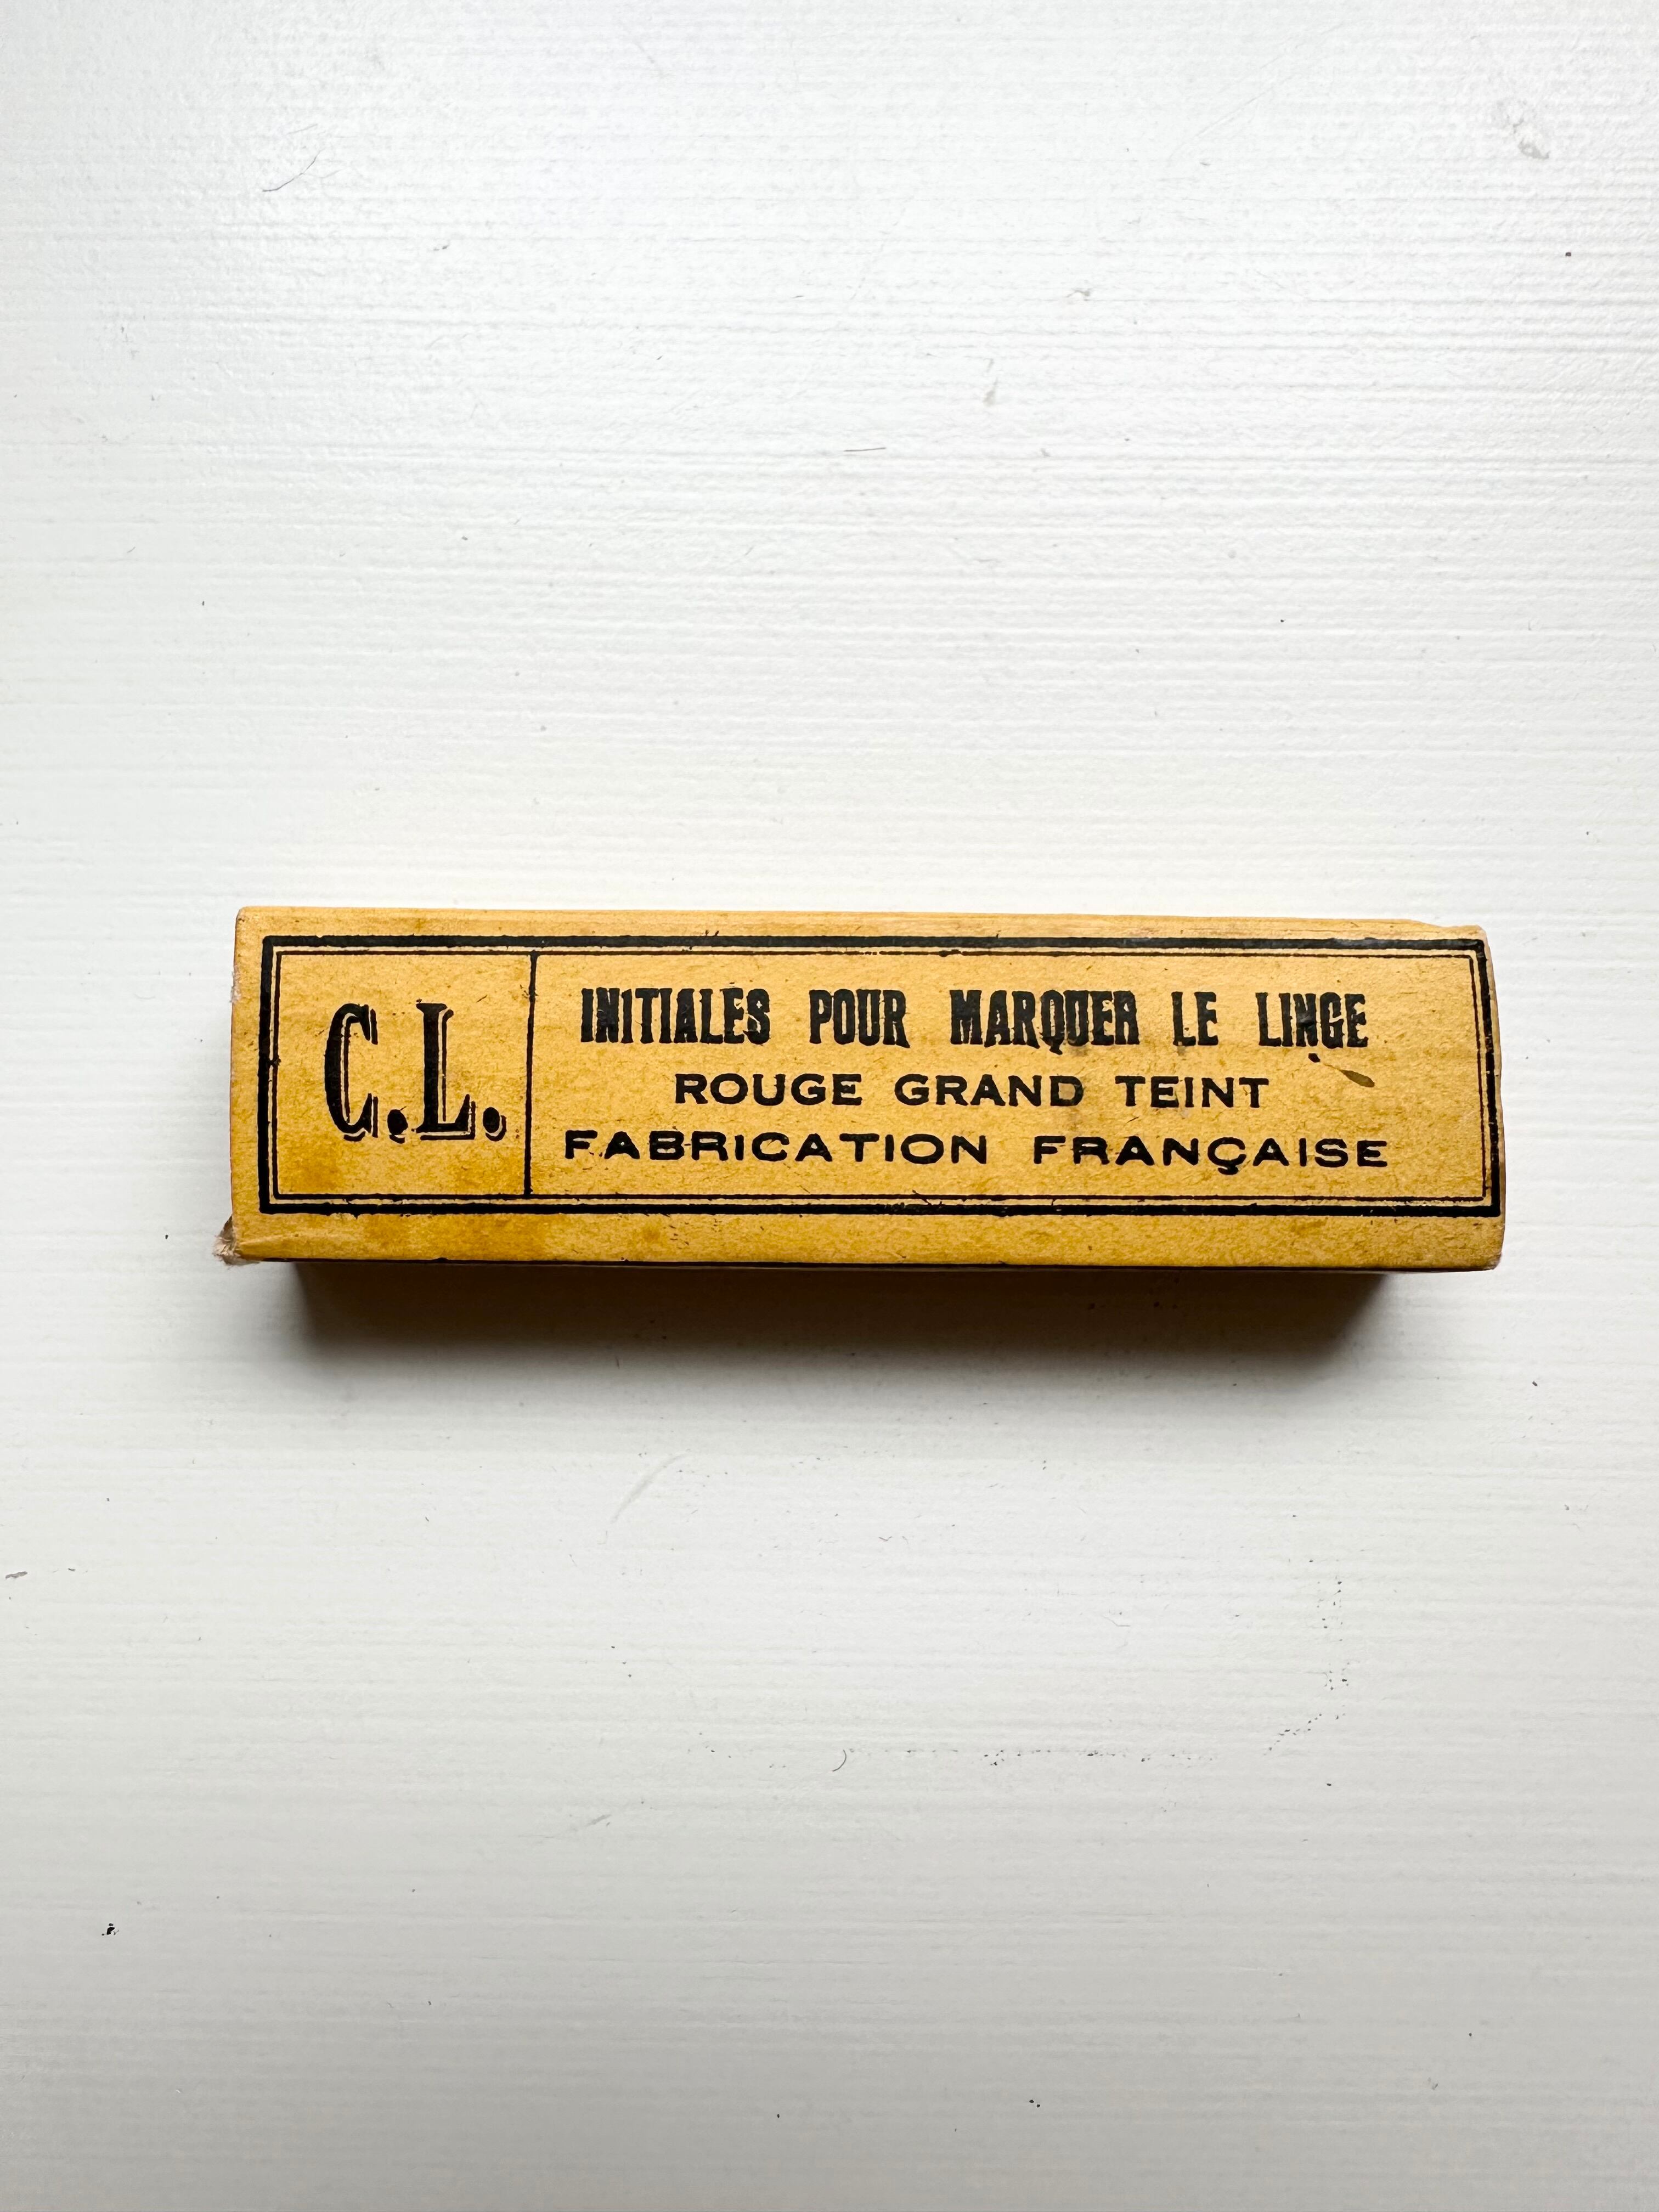 C.L.
INITIALES POUR MARQUER LE LINGE
ROUGE GRAND TEINT
FABRICATION FRANÇAISE